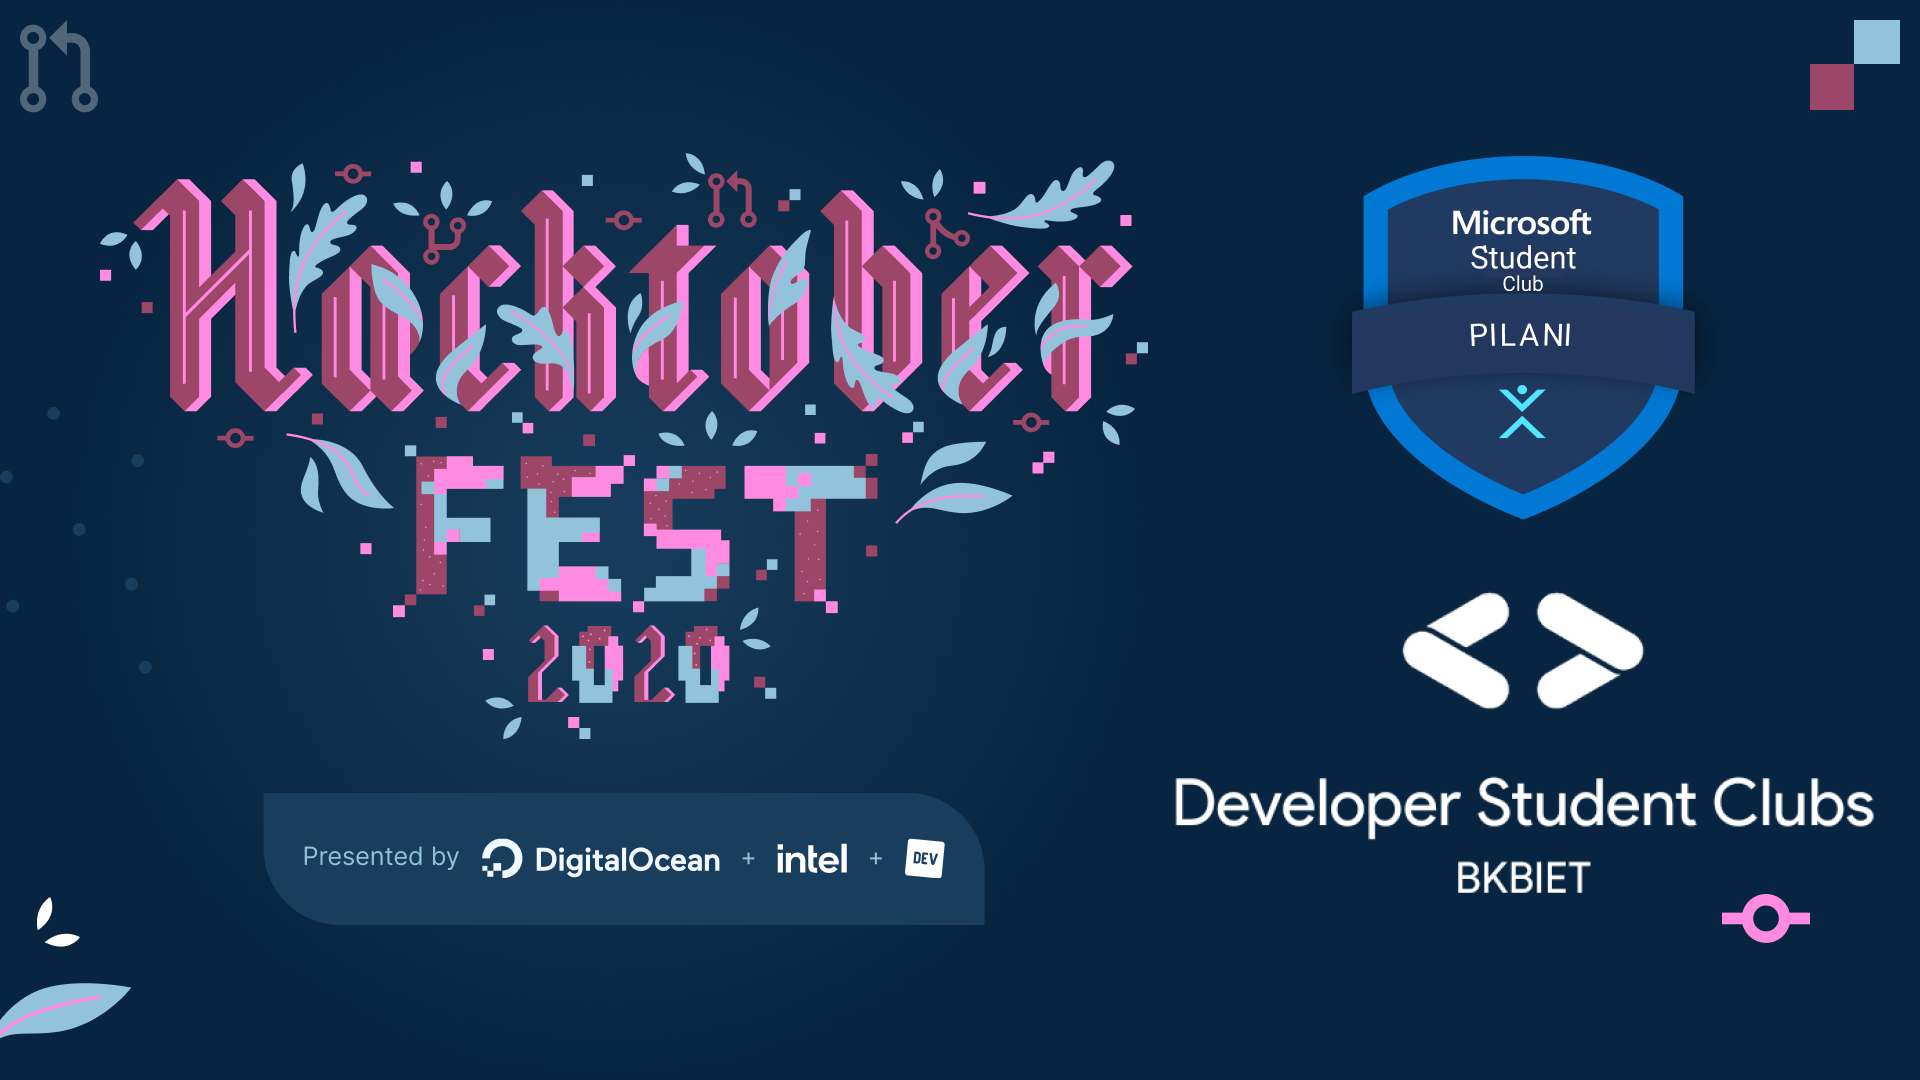 Hacktober
FEST
2020
Presented by DigitalOcean + intel + DEV
Microsoft
Student
Club
PILANI
Developer Student Clubs
BKBIET